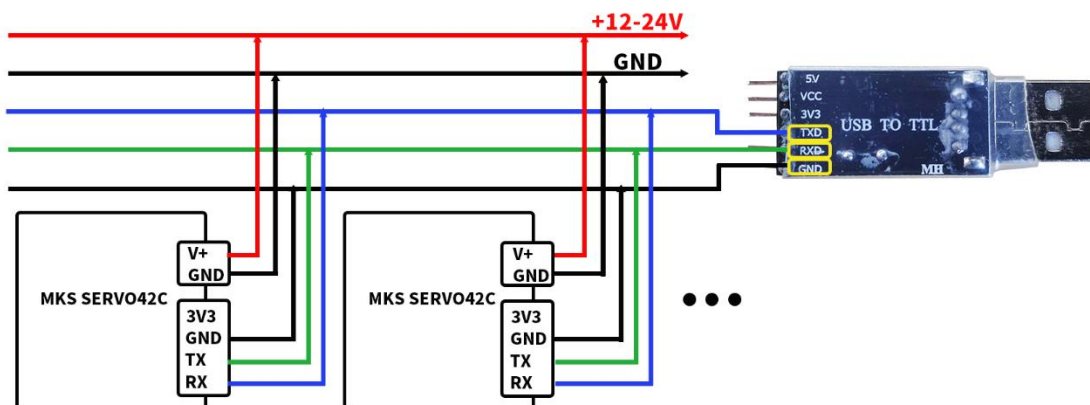 +12-24V
GND
5V
VCC
3V3
TXD
RXD
GND
USB TO TTL
MH
V+
GND
MKS SERVO42C
3V3
GND
TX
RX
V+
GND
MKS SERVO42C
3V3
GND
TX
RX